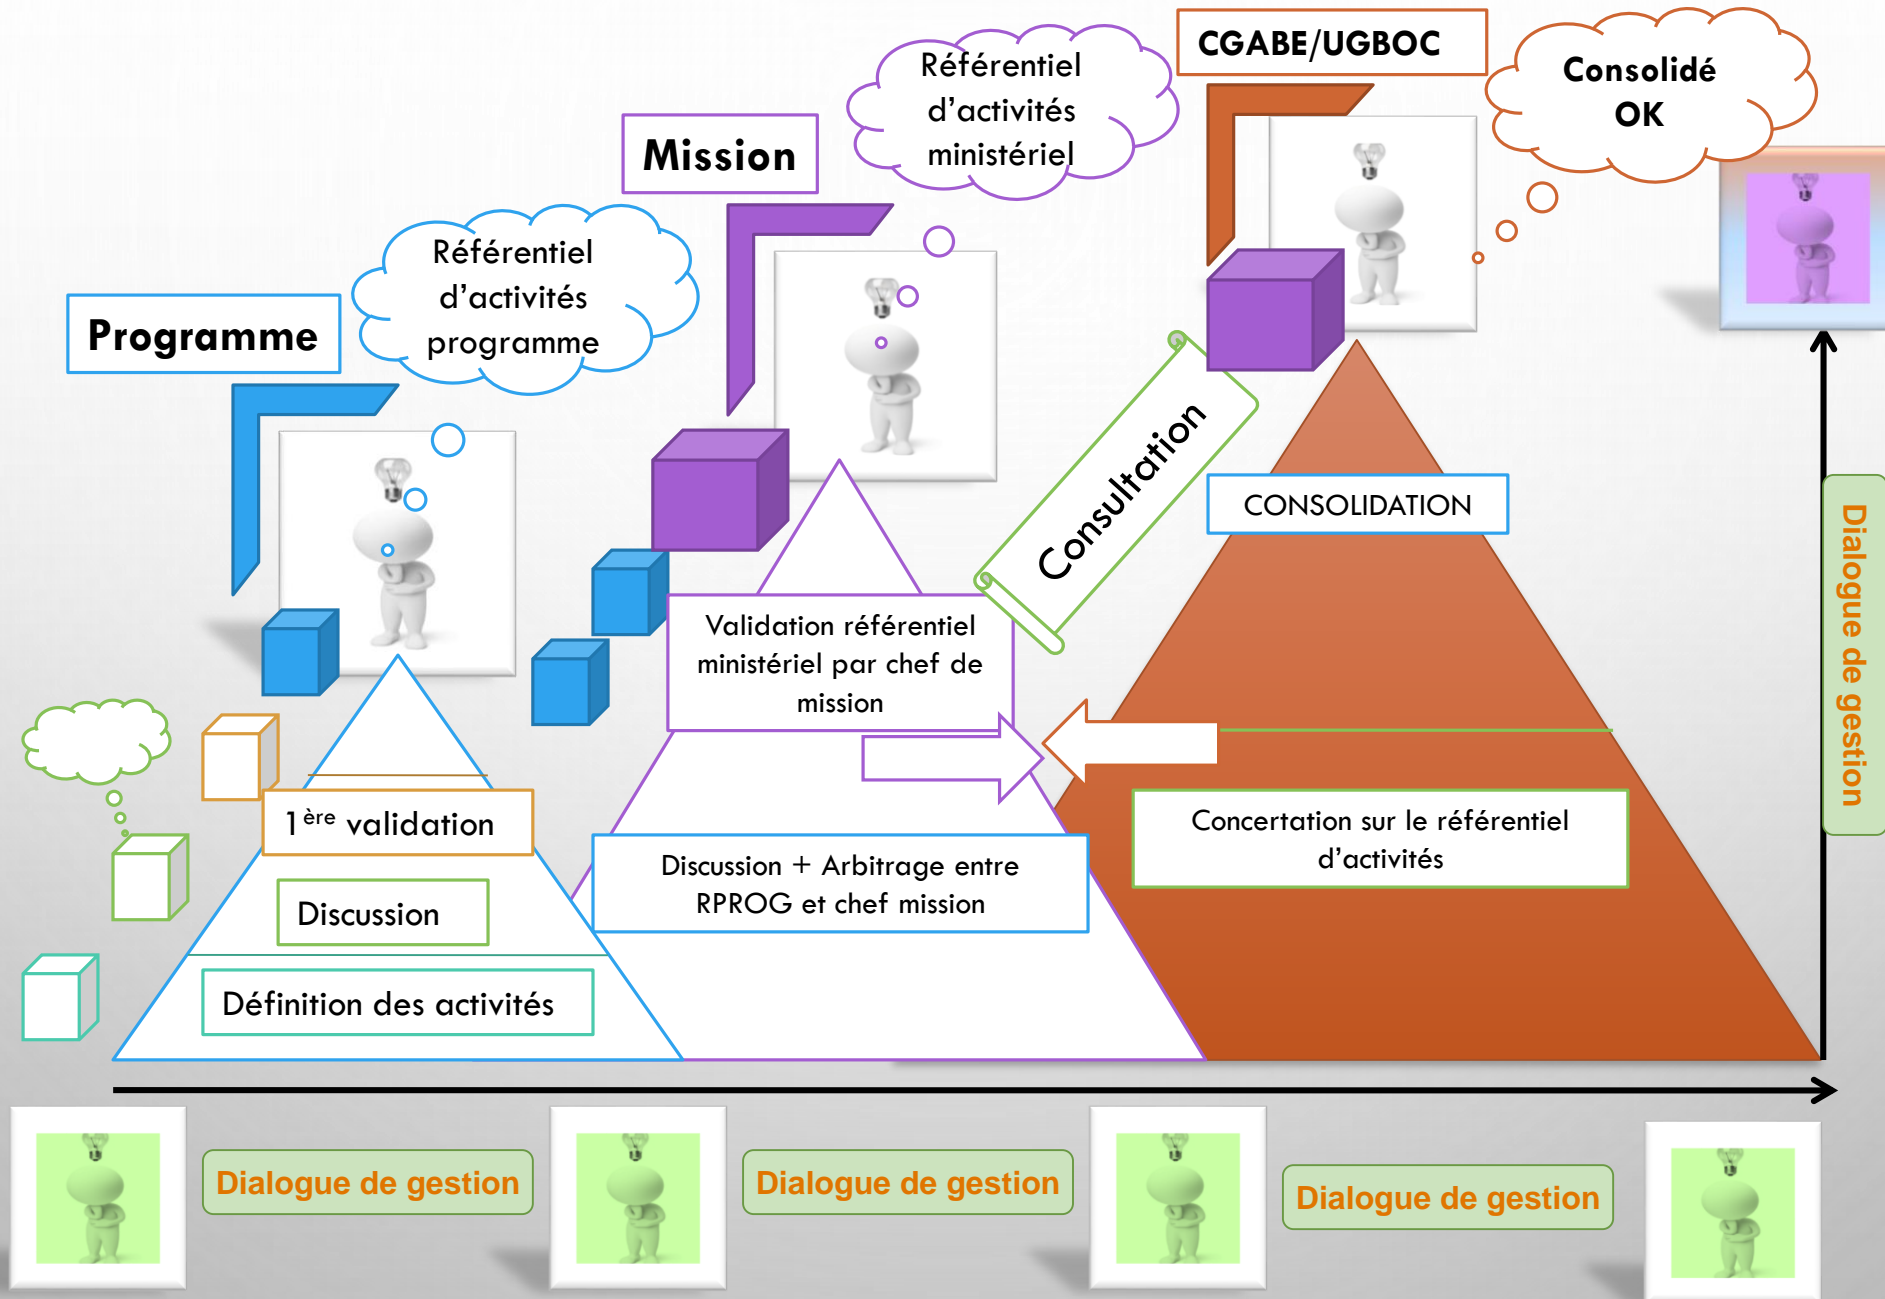 CGABE/UGBOC
Consolidé
OK
Référentiel
d'activités
ministériel
Mission
Référentiel
d'activités
programme
Programme
Consultation
CONSOLIDATION
Validation référentiel
ministériel par chef de
mission
1ère validation
Discussion
Définition des activités
Discussion + Arbitrage entre
RPROG et chef mission
Concertation sur le référentiel
d'activités
Dialogue de gestion
Dialogue de gestion
Dialogue de gestion
Dialogue de gestion